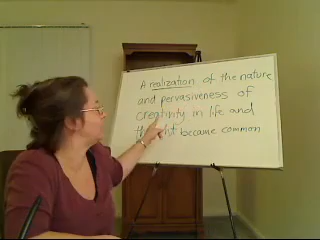 A realization of the nature
and pervasiveness of
creativity in life and
became common